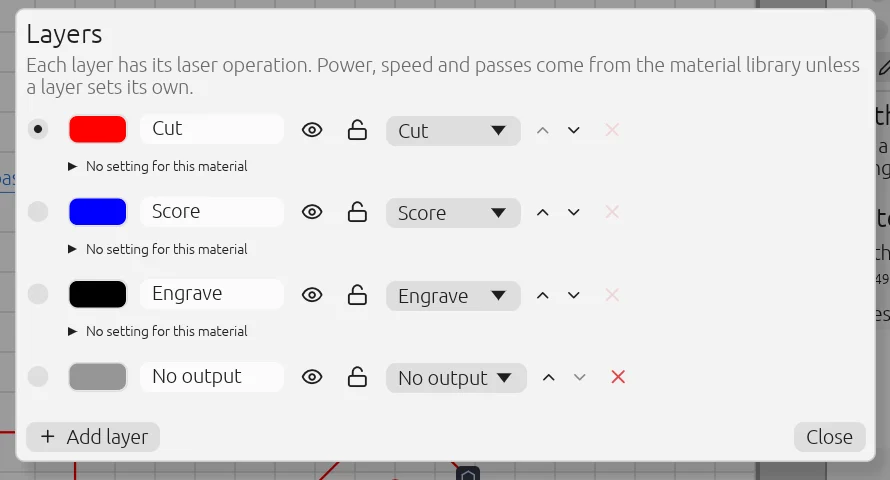 Layers
Each layer has its laser operation. Power, speed and passes come from the material library unless
a layer sets its own.
Cut Cut
No setting for this material
Score Score
No setting for this material
Engrave Engrave
No setting for this material
No output No output
Add layer Close